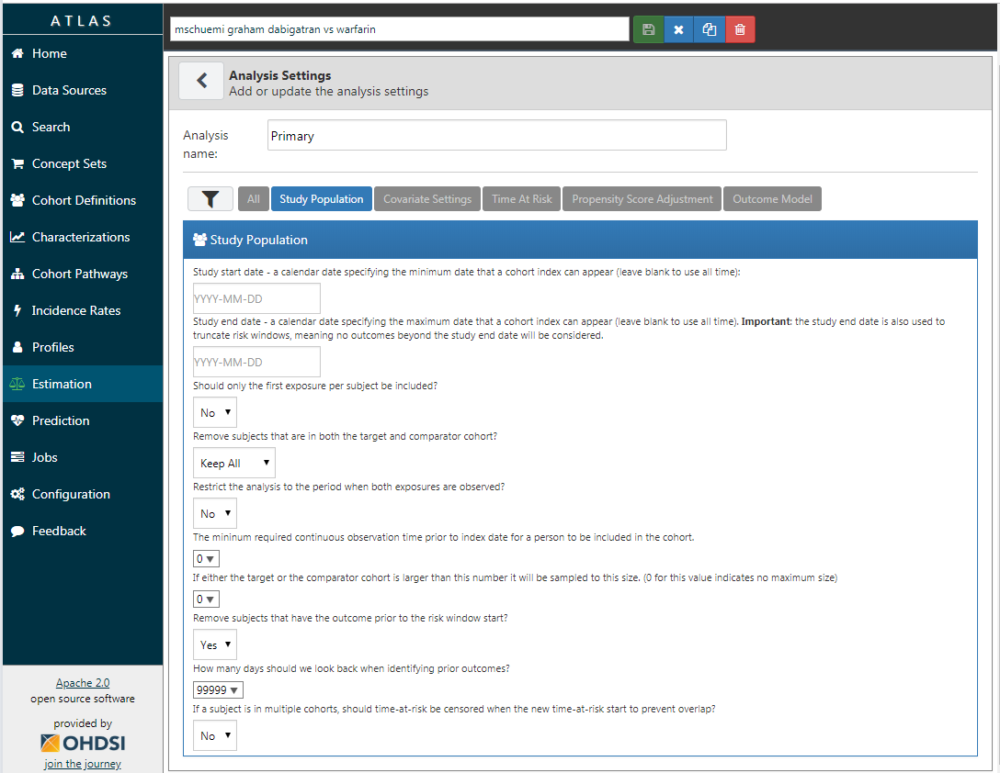 ATLAS
Home
Data Sources
Search
Concept Sets
Cohort Definitions
Characterizations
Cohort Pathways
Incidence Rates
Profiles
Estimation
Prediction
Jobs
Configuration
Feedback
Apache 2.0
open source software
provided by
OHDSI
join the journey
mschuemi graham dabigatran vs warfarin
Analysis Settings
Add or update the analysis settings
Analysis
name:
Primary
All Study Population Covariate Settings Time At Risk Propensity Score Adjustment Outcome Model
Study Population
Study start date - a calendar date specifying the minimum date that a cohort index can appear (leave blank to use all time):
YYYY-MM-DD
Study end date - a calendar date specifying the maximum date that a cohort index can appear (leave blank to use all time). Important: the study end date is also used to
truncate risk windows, meaning no outcomes beyond the study end date will be considered.
YYYY-MM-DD
Should only the first exposure per subject be included?
No
Remove subjects that are in both the target and comparator cohort?
Keep All
Restrict the analysis to the period when both exposures are observed?
No
The mininum required continuous observation time prior to index date for a person to be included in the cohort.
0
If either the target or the comparator cohort is larger than this number it will be sampled to this size. (0 for this value indicates no maximum size)
0
Remove subjects that have the outcome prior to the risk window start?
Yes
How many days should we look back when identifying prior outcomes?
99999
If a subject is in multiple cohorts, should time-at-risk be censored when the new time-at-risk start to prevent overlap?
No